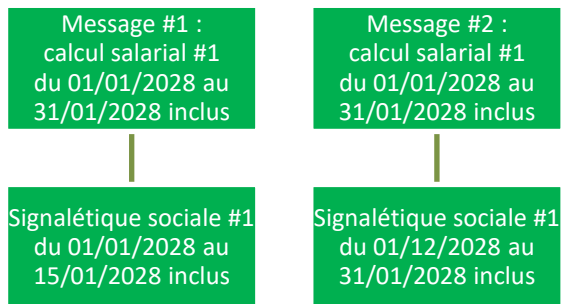 Message #1 :
calcul salarial #1
du 01/01/2028 au
31/01/2028 inclus
Message #2 :
calcul salarial #1
du 01/01/2028 au
31/01/2028 inclus
Signalétique sociale #1
du 01/01/2028 au
15/01/2028 inclus
Signalétique sociale #1
du 01/12/2028 au
31/01/2028 inclus